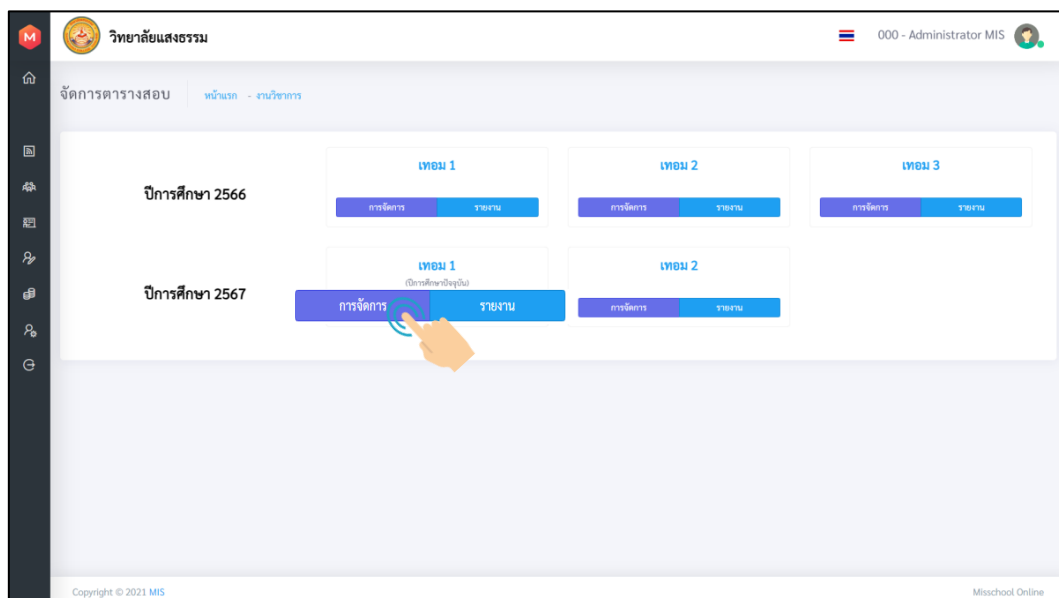 M
วิทยาลัยแสงธรรม
000 - Administrator MIS
จัดการตารางสอบ
หน้าแรก - งานวิชาการ
ปีการศึกษา 2566
เทอม 1
การจัดการ รายงาน
เทอม 2
การจัดการ รายงาน
เทอม 3
การจัดการ รายงาน
ปีการศึกษา 2567
เทอม 1
(ปีการศึกษาปัจจุบัน)
การจัดการ รายงาน
เทอม 2
การจัดการ รายงาน
Copyright © 2021 MIS
Misschool Online